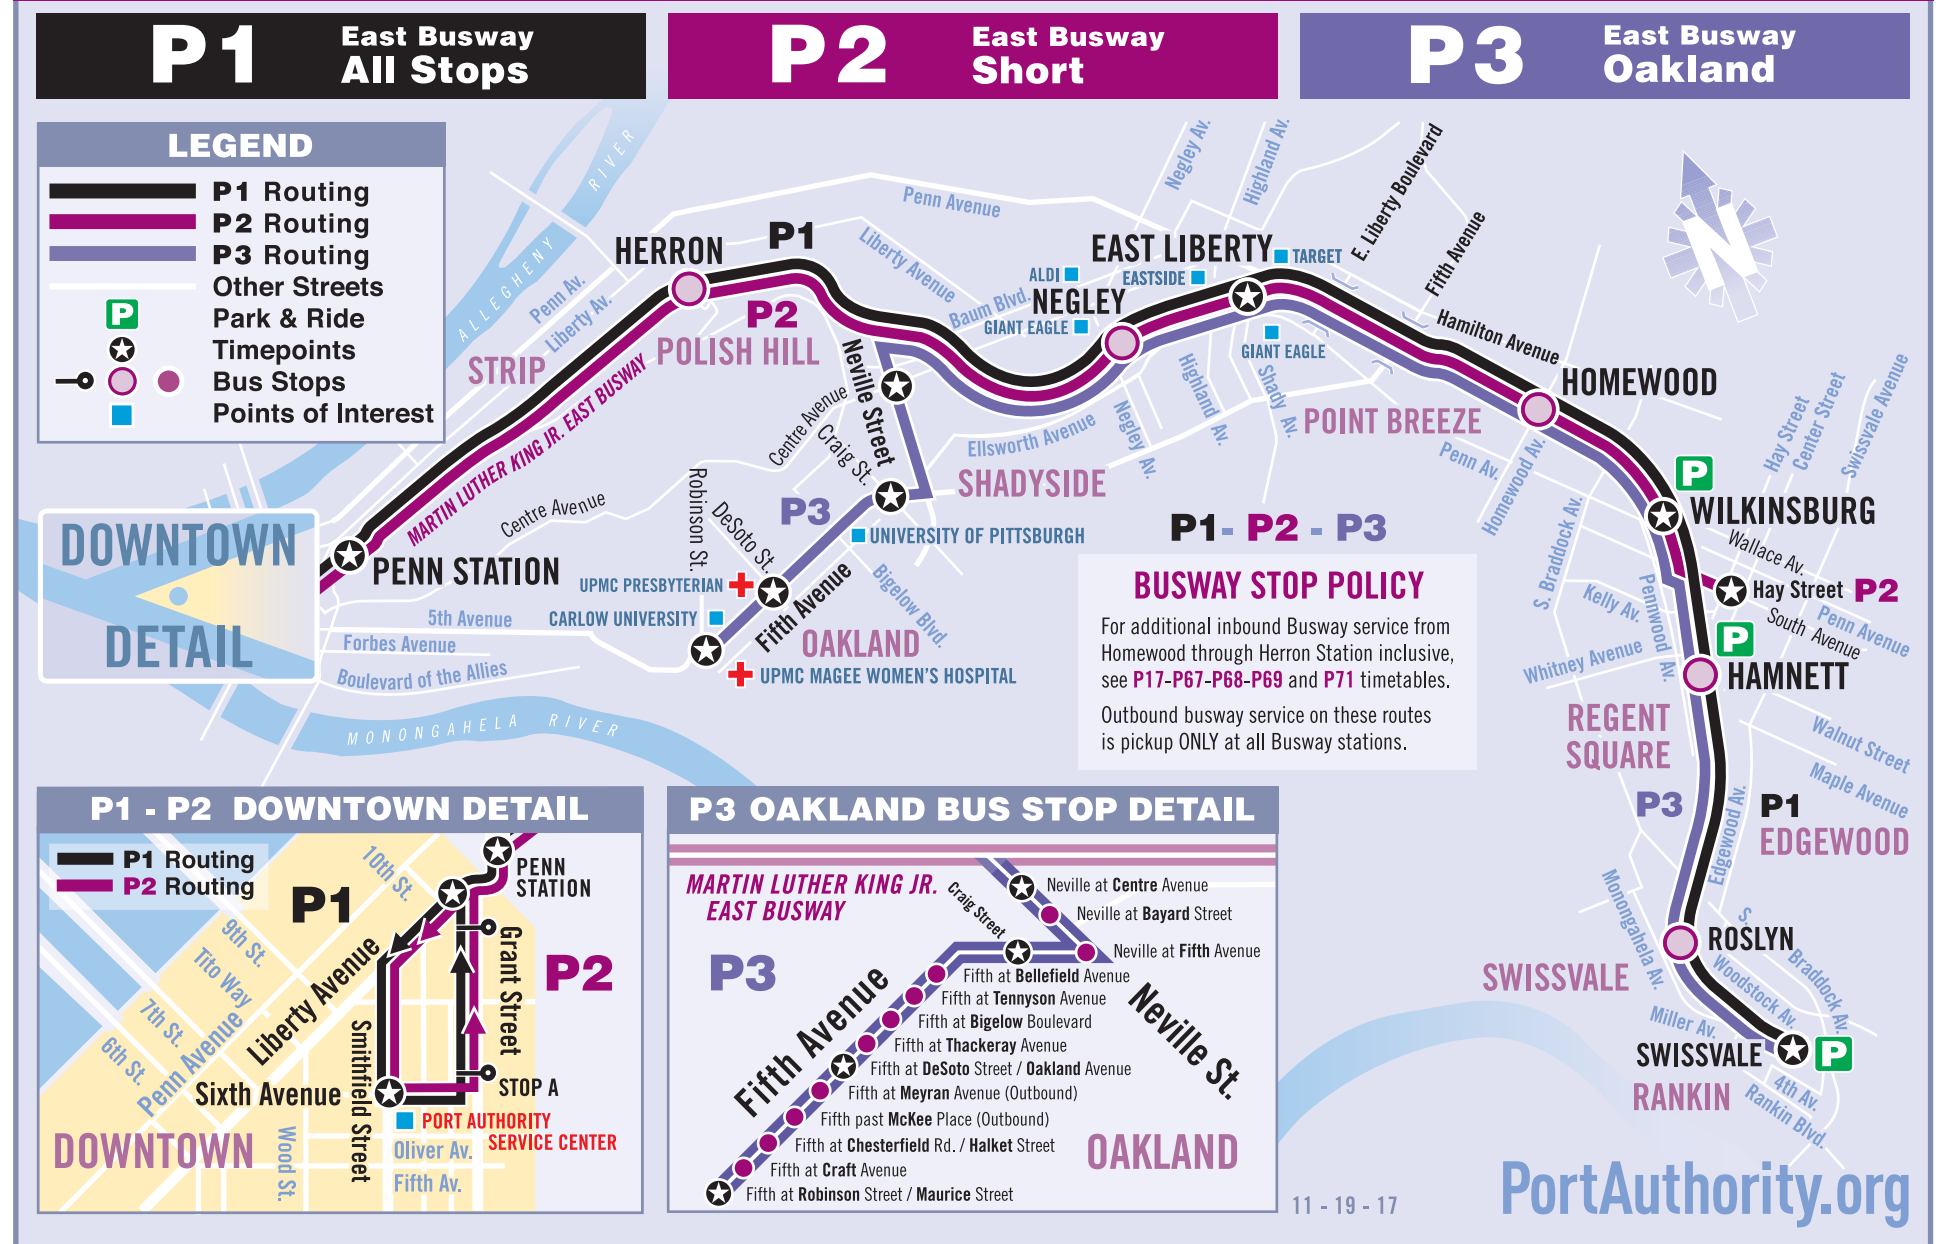 P1 East Busway
All Stops
P2 East Busway
Short
P3 East Busway
Oakland
LEGEND
P1 Routing
P2 Routing
P3 Routing
Other Streets
P Park & Ride
Timepoints
Bus Stops
Points of Interest
ALLEGHENY RIVER
Penn Av.
Liberty Av.
STRIP
HERRON
P1
P2
POLISH HILL
MARTIN LUTHER KING JR. EAST BUSWAY
Penn Avenue
Liberty Avenue
Baum Blvd.
Negley Av.
Highland Av.
E. Liberty Boulevard
Fifth Avenue
N
EAST LIBERTY
TARGET
ALDI
EASTSIDE
NEGLEY
GIANT EAGLE
GIANT EAGLE
Hamilton Avenue
HOMEWOOD
Neville Street
Centre Avenue
Craig St.
Ellsworth Avenue
Negley Av.
Highland Av.
Shady Av.
POINT BREEZE
SHADYSIDE
Penn Av.
Homewood Av.
Hay Street
Center Street
Swissvale Avenue
P
WILKINSBURG
Wallace Av.
S. Braddock Av.
Hay Street P2
Kelly Av.
Pennwood Av.
South Avenue
Penn Avenue
Whitney Avenue
P
HAMNETT
DOWNTOWN
DETAIL
PENN STATION
Centre Avenue
Robinson St.
DeSoto St.
P3
UNIVERSITY OF PITTSBURGH
UPMC PRESBYTERIAN
CARLOW UNIVERSITY
Fifth Avenue
Bigelow Blvd.
OAKLAND
UPMC MAGEE WOMEN'S HOSPITAL
5th Avenue
Forbes Avenue
Boulevard of the Allies
MONONGAHELA RIVER
P1 - P2 - P3
BUSWAY STOP POLICY
For additional inbound Busway service from
Homewood through Herron Station inclusive,
see P17-P67-P68-P69 and P71 timetables.
Outbound busway service on these routes
is pickup ONLY at all Busway stations.
REGENT
SQUARE
Walnut Street
Maple Avenue
P3
P1
EDGEWOOD
Edgewood Av.
Monongahela Av.
ROSLYN
S. Braddock Av.
Woodstock Av.
SWISSVALE
Miller Av.
SWISSVALE
P
RANKIN
4th Av.
Rankin Blvd.
P1 - P2 DOWNTOWN DETAIL
P1 Routing
P2 Routing
10th St.
PENN
STATION
P1
9th St.
Tito Way
Liberty Avenue
Grant Street
P2
7th St.
Penn Avenue
6th St.
Smithfield Street
Sixth Avenue
STOP A
PORT AUTHORITY
SERVICE CENTER
DOWNTOWN
Wood St.
Oliver Av.
Fifth Av.
P3 OAKLAND BUS STOP DETAIL
MARTIN LUTHER KING JR.
EAST BUSWAY
Craig Street
Neville at Centre Avenue
Neville at Bayard Street
Neville at Fifth Avenue
P3
Fifth at Bellefield Avenue
Fifth at Tennyson Avenue
Fifth at Bigelow Boulevard
Fifth at Thackeray Avenue
Fifth at DeSoto Street / Oakland Avenue
Fifth at Meyran Avenue (Outbound)
Fifth past McKee Place (Outbound)
Fifth at Chesterfield Rd. / Halket Street
Fifth at Craft Avenue
Fifth at Robinson Street / Maurice Street
Fifth Avenue
Neville St.
OAKLAND
11 - 19 - 17
PortAuthority.org